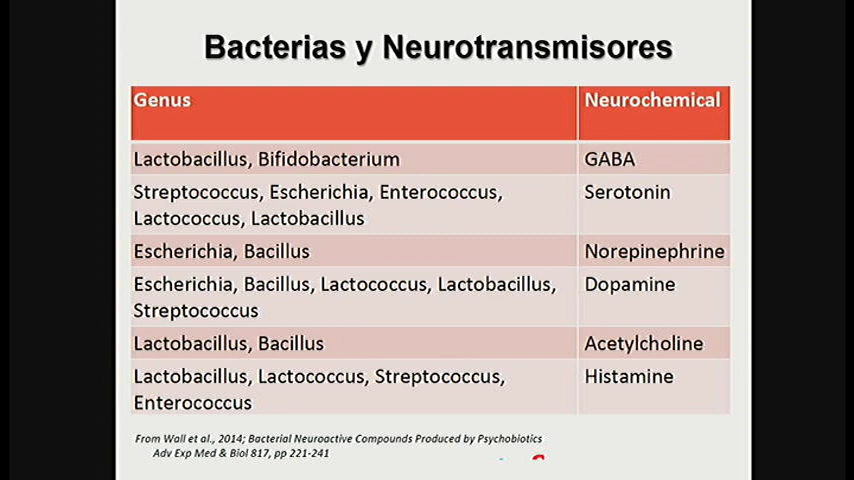 Bacterias y Neurotransmisores
Genus Neurochemical
Lactobacillus, Bifidobacterium GABA
Streptococcus, Escherichia, Enterococcus, Serotonin
Lactococcus, Lactobacillus
Escherichia, Bacillus Norepinephrine
Escherichia, Bacillus, Lactococcus, Lactobacillus, Dopamine
Streptococcus
Lactobacillus, Bacillus Acetylcholine
Lactobacillus, Lactococcus, Streptococcus, Histamine
Enterococcus
From Wall et al., 2014; Bacterial Neuroactive Compounds Produced by Psychobiotics
Adv Exp Med & Biol 817, pp 221-241